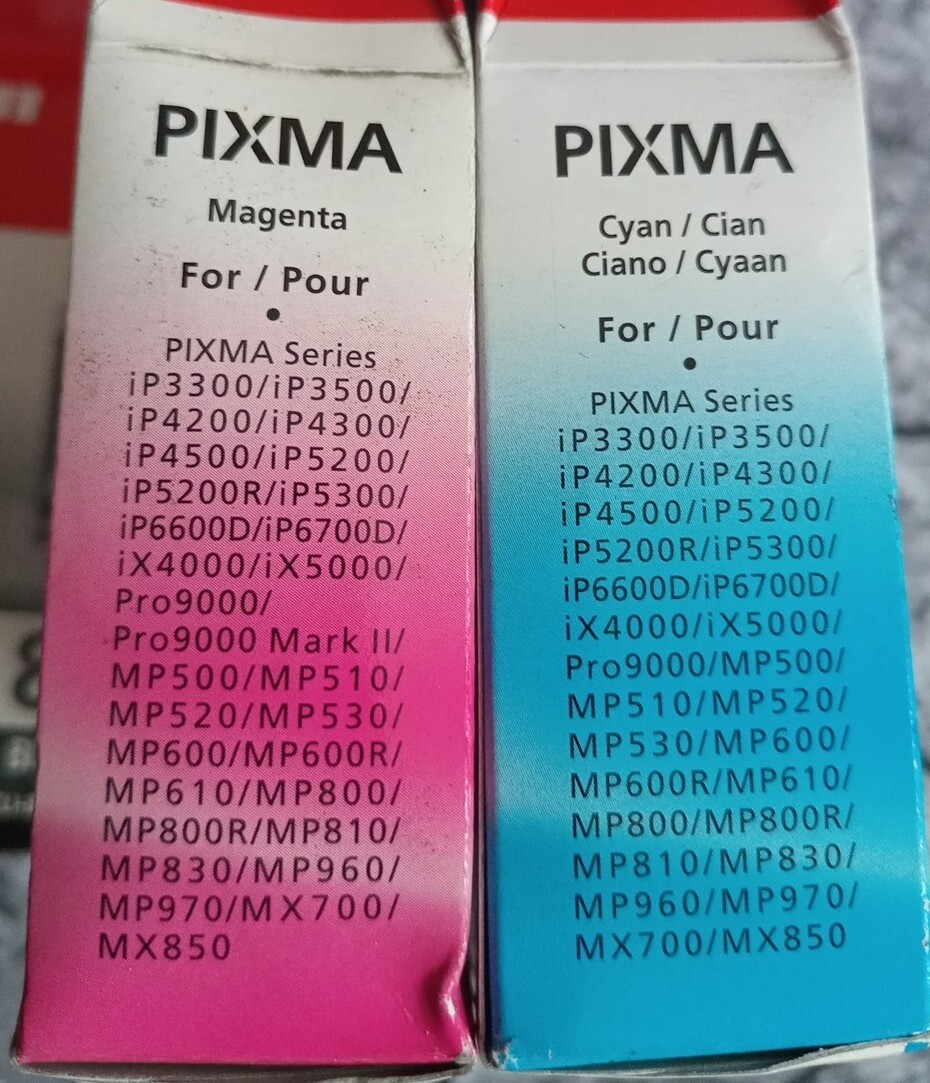 PIXMA
Magenta
For / Pour
•
PIXMA Series
iP3300/iP3500/
iP4200/iP4300/
iP4500/iP5200/
iP5200R/iP5300/
iP6600D/iP6700D/
iX4000/iX5000/
Pro9000/
Pro9000 Mark II/
MP500/MP510/
MP520/MP530/
MP600/MP600R/
MP610/MP800/
MP800R/MP810/
MP830/MP960/
MP970/MX700/
MX850
PIXMA
Cyan / Cian
Ciano / Cyaan
For / Pour
•
PIXMA Series
iP3300/iP3500/
iP4200/iP4300/
iP4500/iP5200/
iP5200R/iP5300/
iP6600D/iP6700D/
iX4000/iX5000/
Pro9000/MP500/
MP510/MP520/
MP530/MP600/
MP600R/MP610/
MP800/MP800R/
MP810/MP830/
MP960/MP970/
MX700/MX850